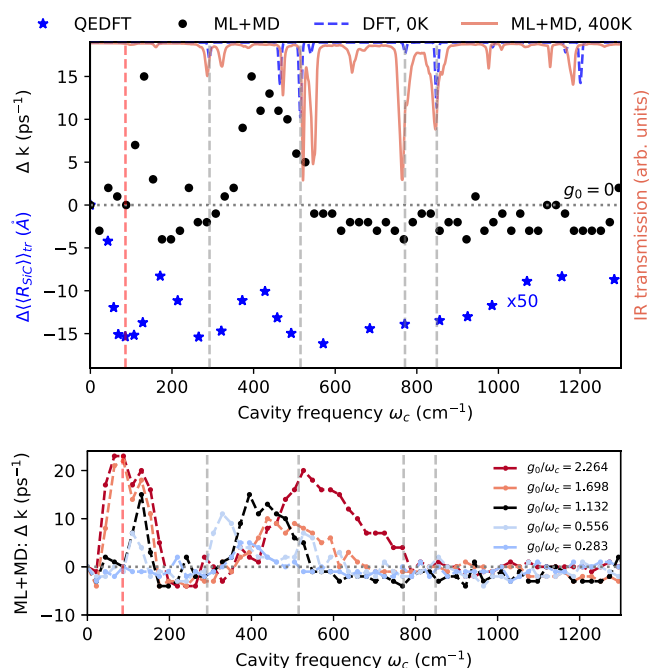 QEDFT
ML+MD
DFT, 0K
ML+MD, 400K
15
10
5
0
−5
−10
−15
Δ k (ps⁻¹)
Δ⟨⟨R_SiC⟩⟩_tr (Å)
IR transmission (arb. units)
g₀ = 0
x50
0
200
400
600
800
1000
1200
Cavity frequency ω_c (cm⁻¹)
20
10
0
−10
ML+MD: Δ k (ps⁻¹)
g₀/ω_c = 2.264
g₀/ω_c = 1.698
g₀/ω_c = 1.132
g₀/ω_c = 0.556
g₀/ω_c = 0.283
0
200
400
600
800
1000
1200
Cavity frequency ω_c (cm⁻¹)